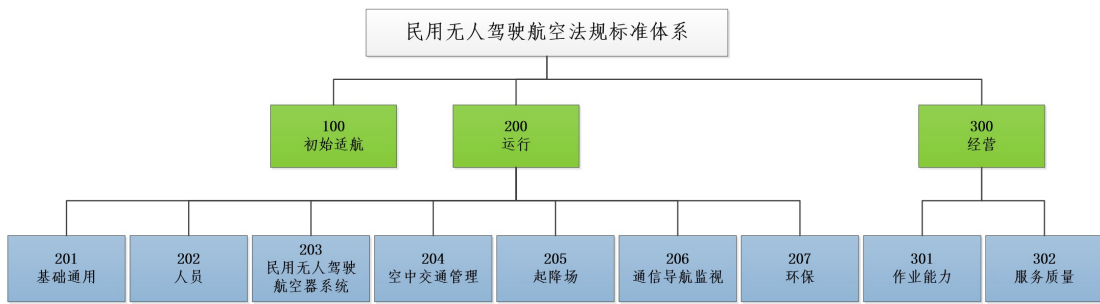 民用无人驾驶航空法规标准体系
100
初始适航
200
运行
300
经营
201
基础通用
202
人员
203
民用无人驾驶
航空器系统
204
空中交通管理
205
起降场
206
通信导航监视
207
环保
301
作业能力
302
服务质量